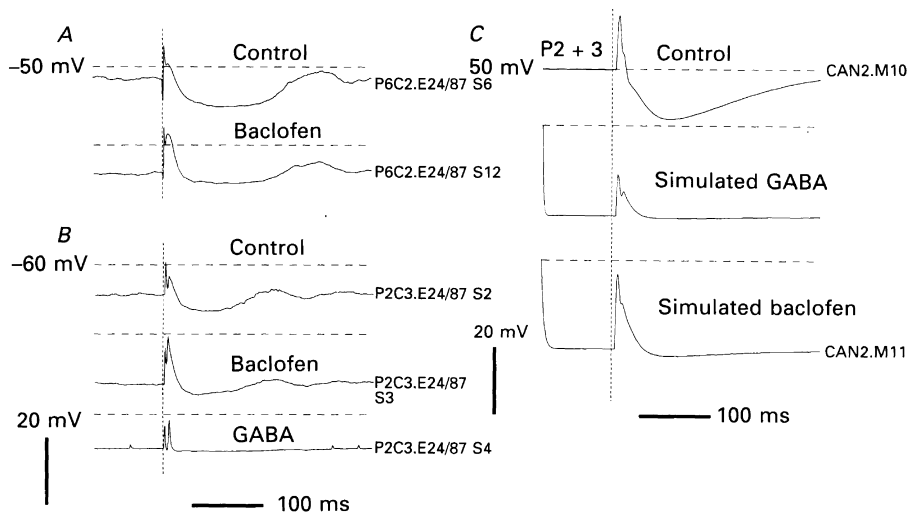 A
Control
–50 mV
P6C2.E24/87 S6
Baclofen
P6C2.E24/87 S12
B
Control
–60 mV
P2C3.E24/87 S2
Baclofen
P2C3.E24/87
S3
20 mV
GABA
P2C3.E24/87 S4
100 ms
C
P2 + 3
Control
50 mV
CAN2.M10
Simulated GABA
Simulated baclofen
20 mV
CAN2.M11
100 ms